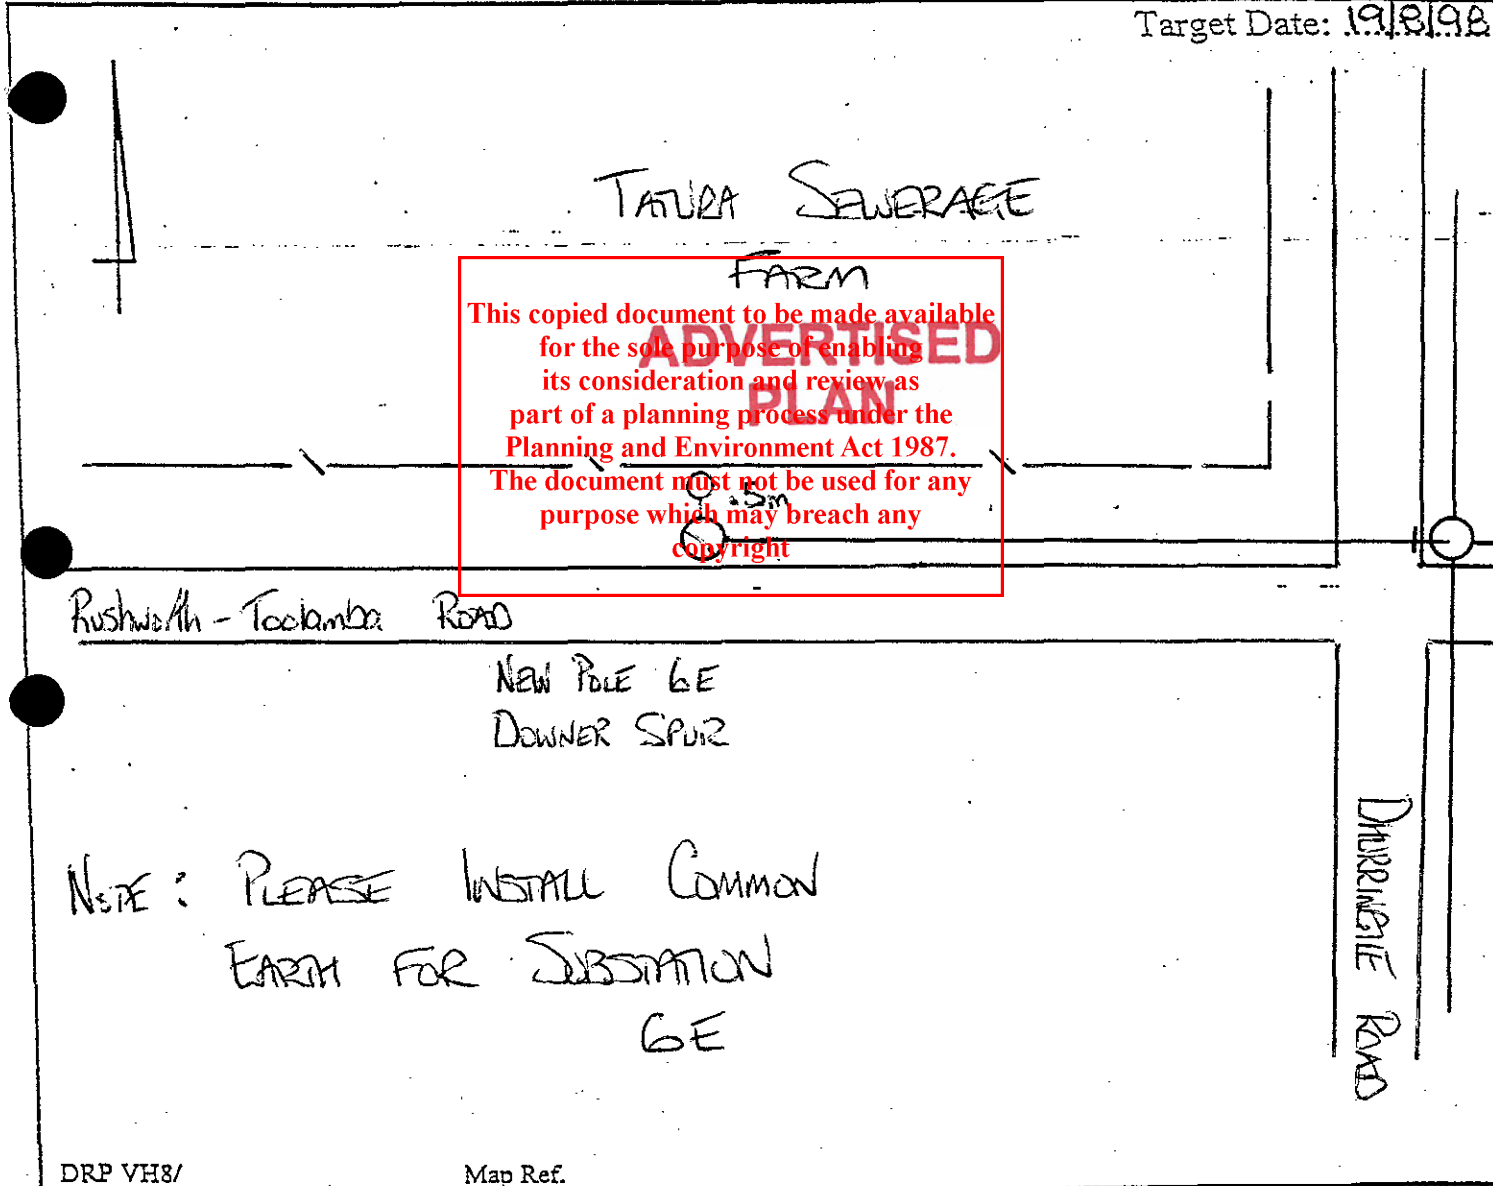 Target Date: 19/8/98
TATURA SEWERAGE
FARM
This copied document to be made available
for the sole purpose of enabling
its consideration and review as
part of a planning process under the
Planning and Environment Act 1987.
The document must not be used for any
purpose which may breach any
copyright
ADVERTISED
PLAN
.5m
Rushworth - Toolamba ROAD
NEW POLE 6E
DOWNER SPUR
NOTE : PLEASE INSTALL COMMON
EARTH FOR SUBSTATION
6E
DHURRINGILE ROAD
DRP VH8/
Map Ref.